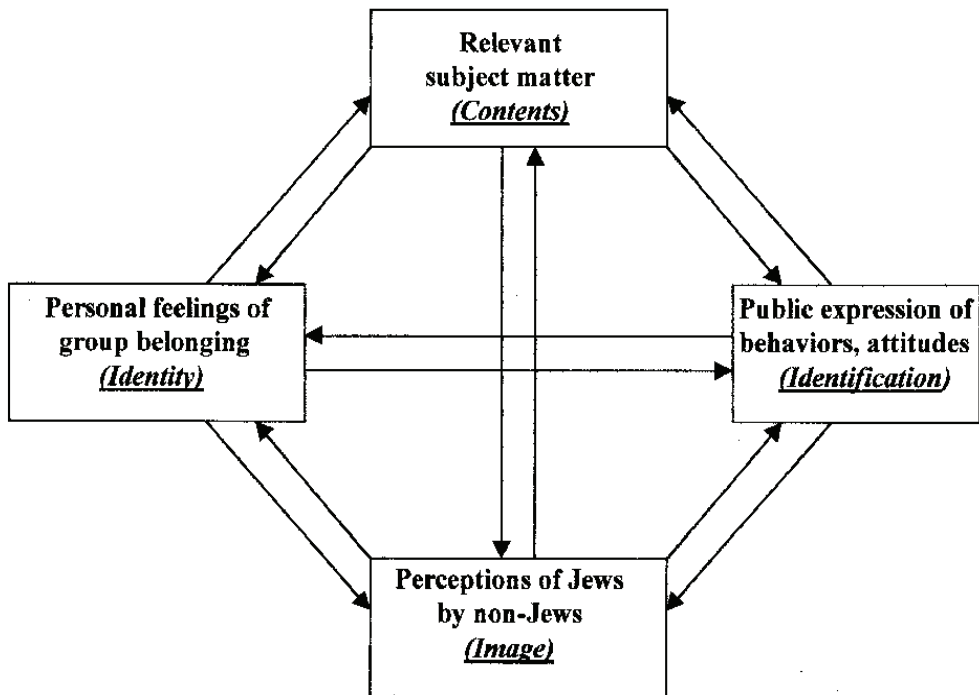 Relevant
subject matter
(Contents)
Personal feelings of
group belonging
(Identity)
Public expression of
behaviors, attitudes
(Identification)
Perceptions of Jews
by non-Jews
(Image)